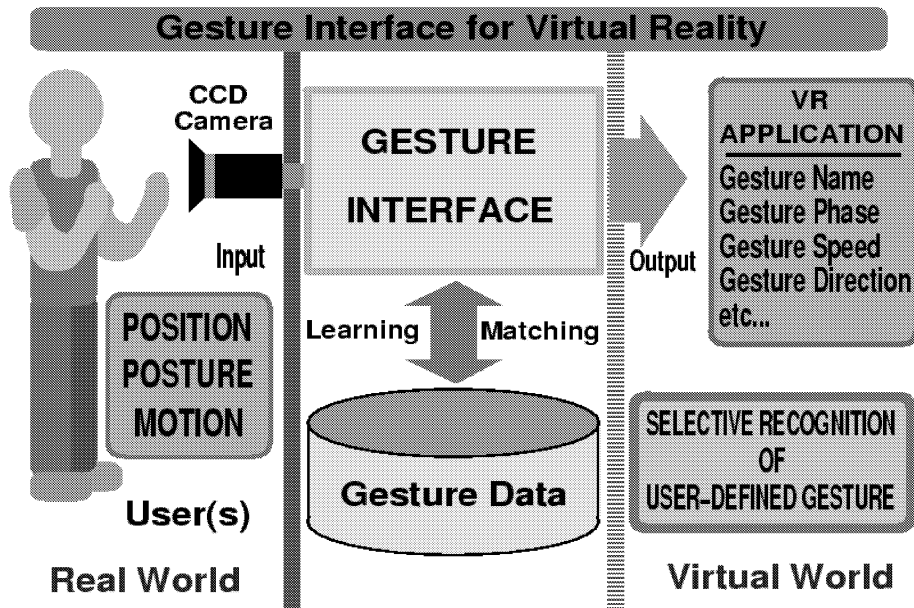 Gesture Interface for Virtual Reality
CCD
Camera
Input
POSITION
POSTURE
MOTION
User(s)
Real World
GESTURE
INTERFACE
Learning
Matching
Gesture Data
Output
VR
APPLICATION
Gesture Name
Gesture Phase
Gesture Speed
Gesture Direction
etc...
SELECTIVE RECOGNITION
OF
USER-DEFINED GESTURE
Virtual World